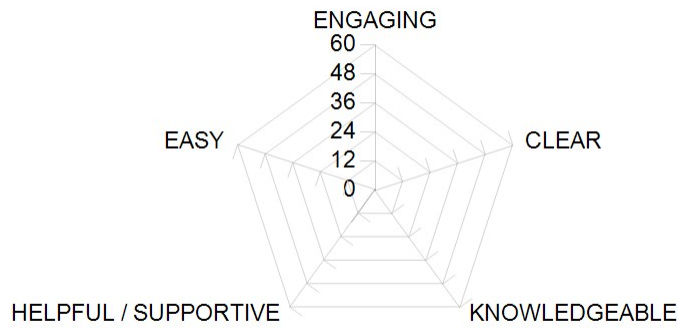 ENGAGING
60
48
36
24
12
0
EASY
CLEAR
HELPFUL / SUPPORTIVE
KNOWLEDGEABLE